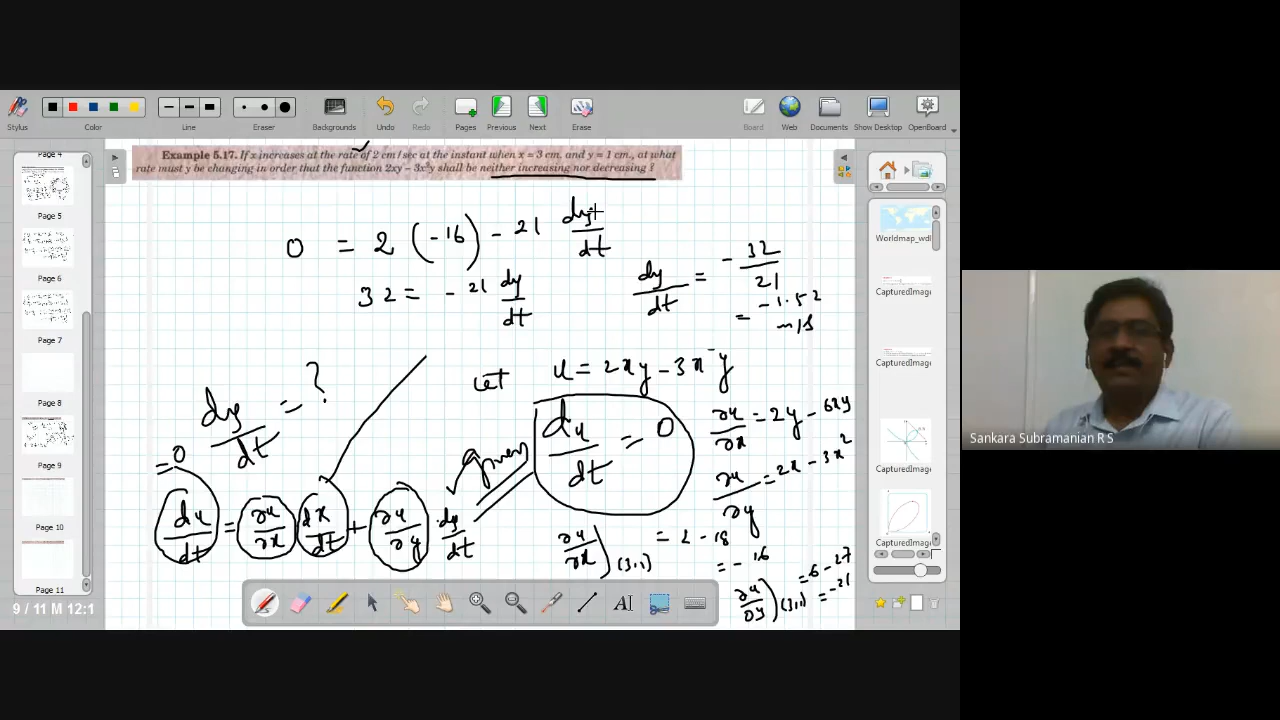 Stylus
Color
Line
Eraser
Backgrounds
Undo
Redo
Pages
Previous
Next
Erase
Board
Web
Documents
Show Desktop
OpenBoard
Page 4
Page 5
Page 6
Page 7
Page 8
Page 9
Page 10
Page 11
9 / 11 M 12:1
Example 5.17. If x increases at the rate of 2 cm / sec at the instant when x = 3 cm. and y = 1 cm., at what
rate must y be changing in order that the function 2xy – 3x²y shall be neither increasing nor decreasing ?
0 = 2 (-16) - 21 dy/dt
32 = - 21 dy/dt
dy/dt = - 32/21
= -1.52
m/s
Let u = 2xy - 3x²y
dy/dt = ?
du/dt = 0
given
∂u/∂x = 2y - 6xy
∂u/∂y = 2x - 3x²
= 0
du/dt = ∂u/∂x dx/dt + ∂u/∂y . dy/dt
∂u/∂x)(3,1) = 2 - 18
= - 16
∂u/∂y)(3,1) = 6 - 27
= -21
Worldmap_wdl
CapturedImage
CapturedImage
CapturedImage
CapturedImage
Sankara Subramanian R S